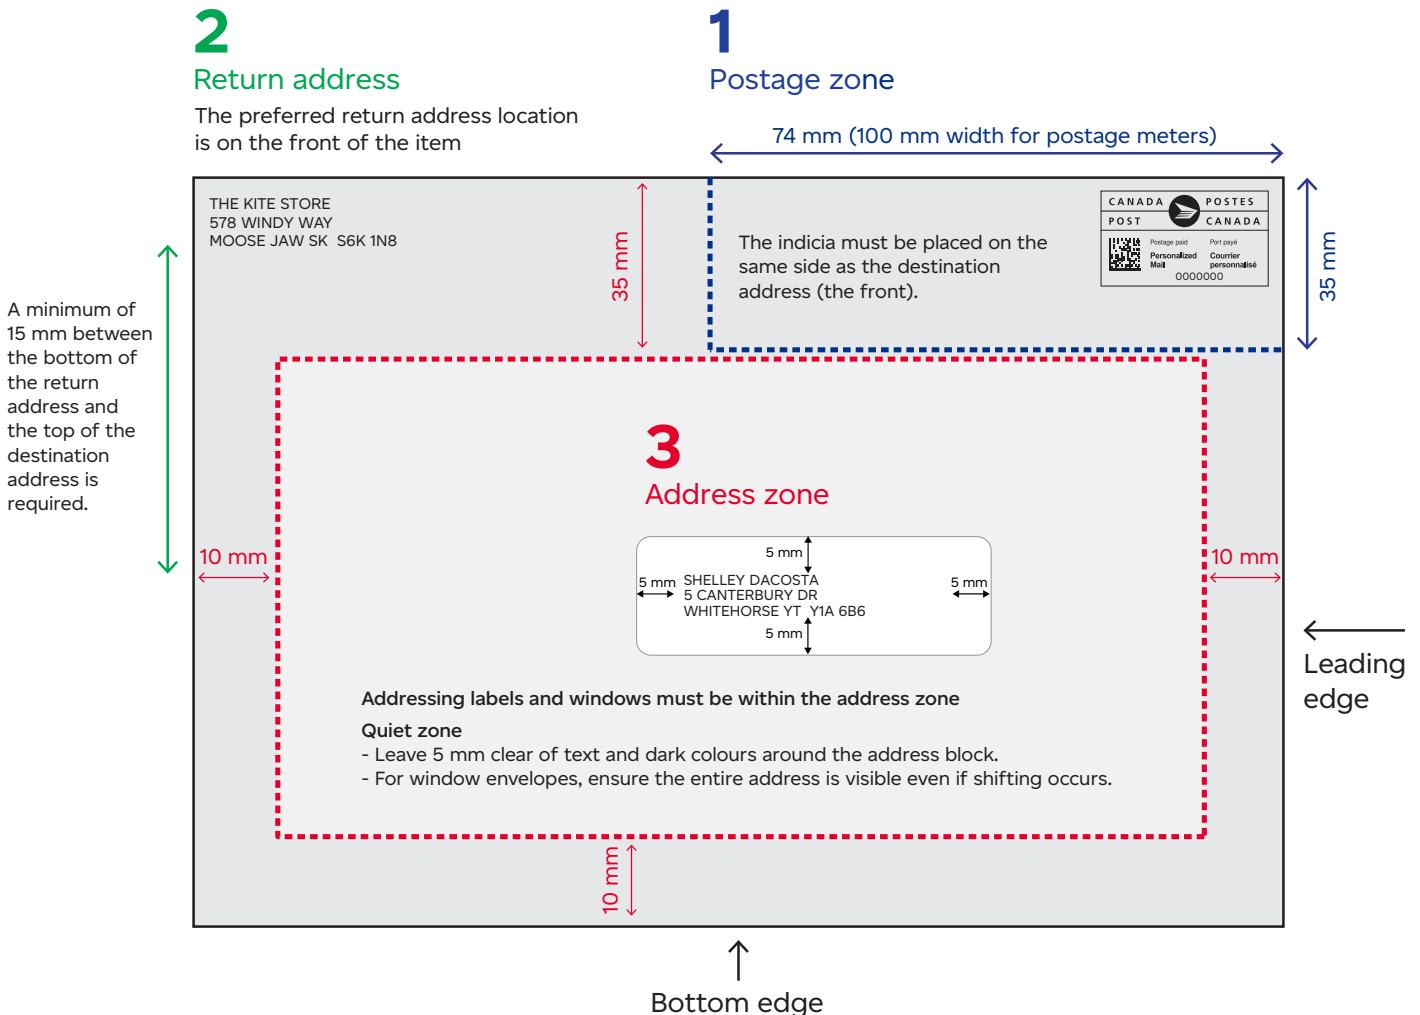 2
Return address
The preferred return address location
is on the front of the item
1
Postage zone
74 mm (100 mm width for postage meters)
THE KITE STORE
578 WINDY WAY
MOOSE JAW SK  S6K 1N8
35 mm
The indicia must be placed on the
same side as the destination
address (the front).
CANADA POSTES
POST CANADA
Postage paid Port payé
Personalized Courrier
Mail personnalisé
0000000
35 mm
A minimum of
15 mm between
the bottom of
the return
address and
the top of the
destination
address is
required.
3
Address zone
10 mm
10 mm
5 mm
5 mm SHELLEY DACOSTA 5 mm
5 CANTERBURY DR
WHITEHORSE YT  Y1A 6B6
5 mm
Leading
edge
Addressing labels and windows must be within the address zone
Quiet zone
- Leave 5 mm clear of text and dark colours around the address block.
- For window envelopes, ensure the entire address is visible even if shifting occurs.
10 mm
Bottom edge